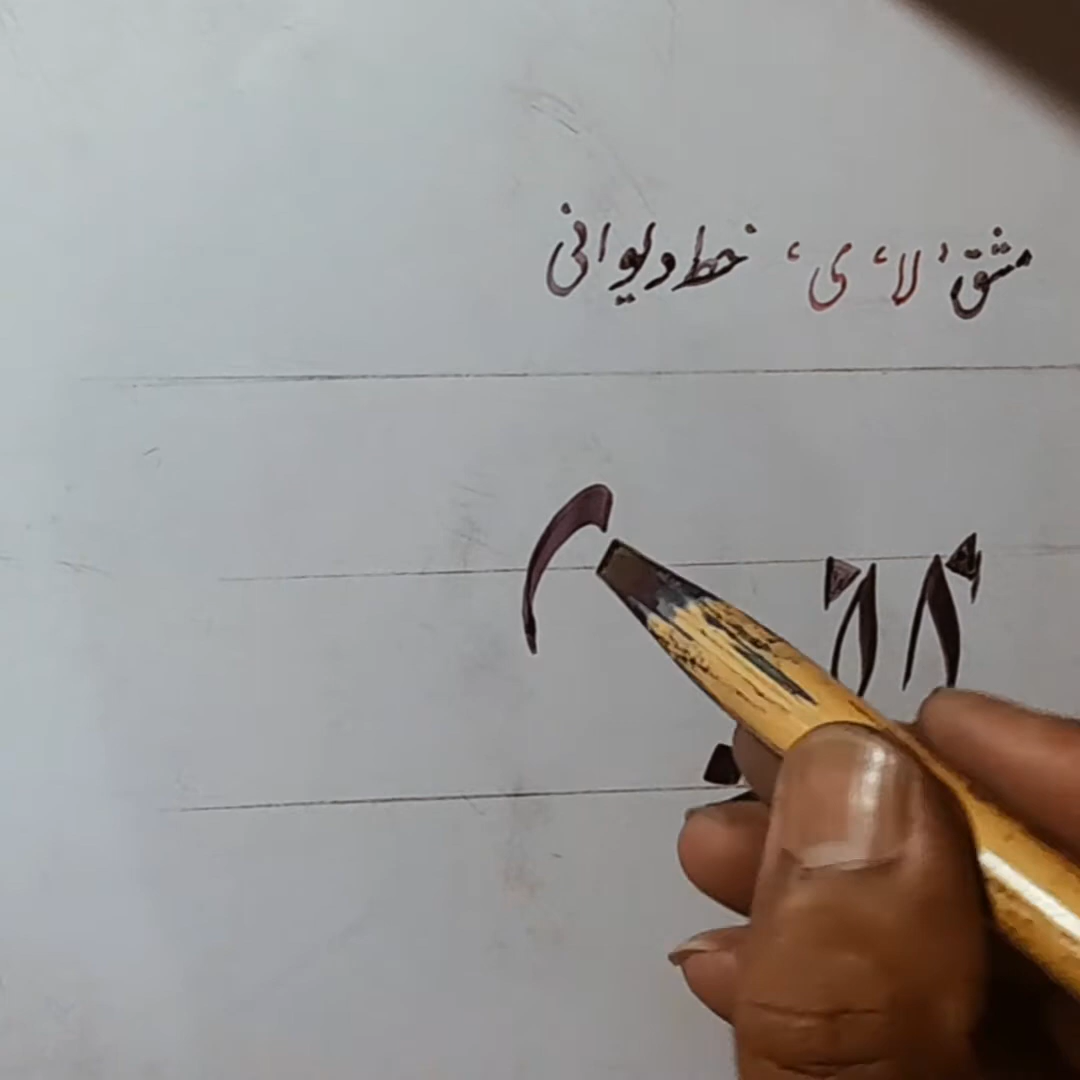 مشق ’ لا ‘ ی ‘ خط دیوانی